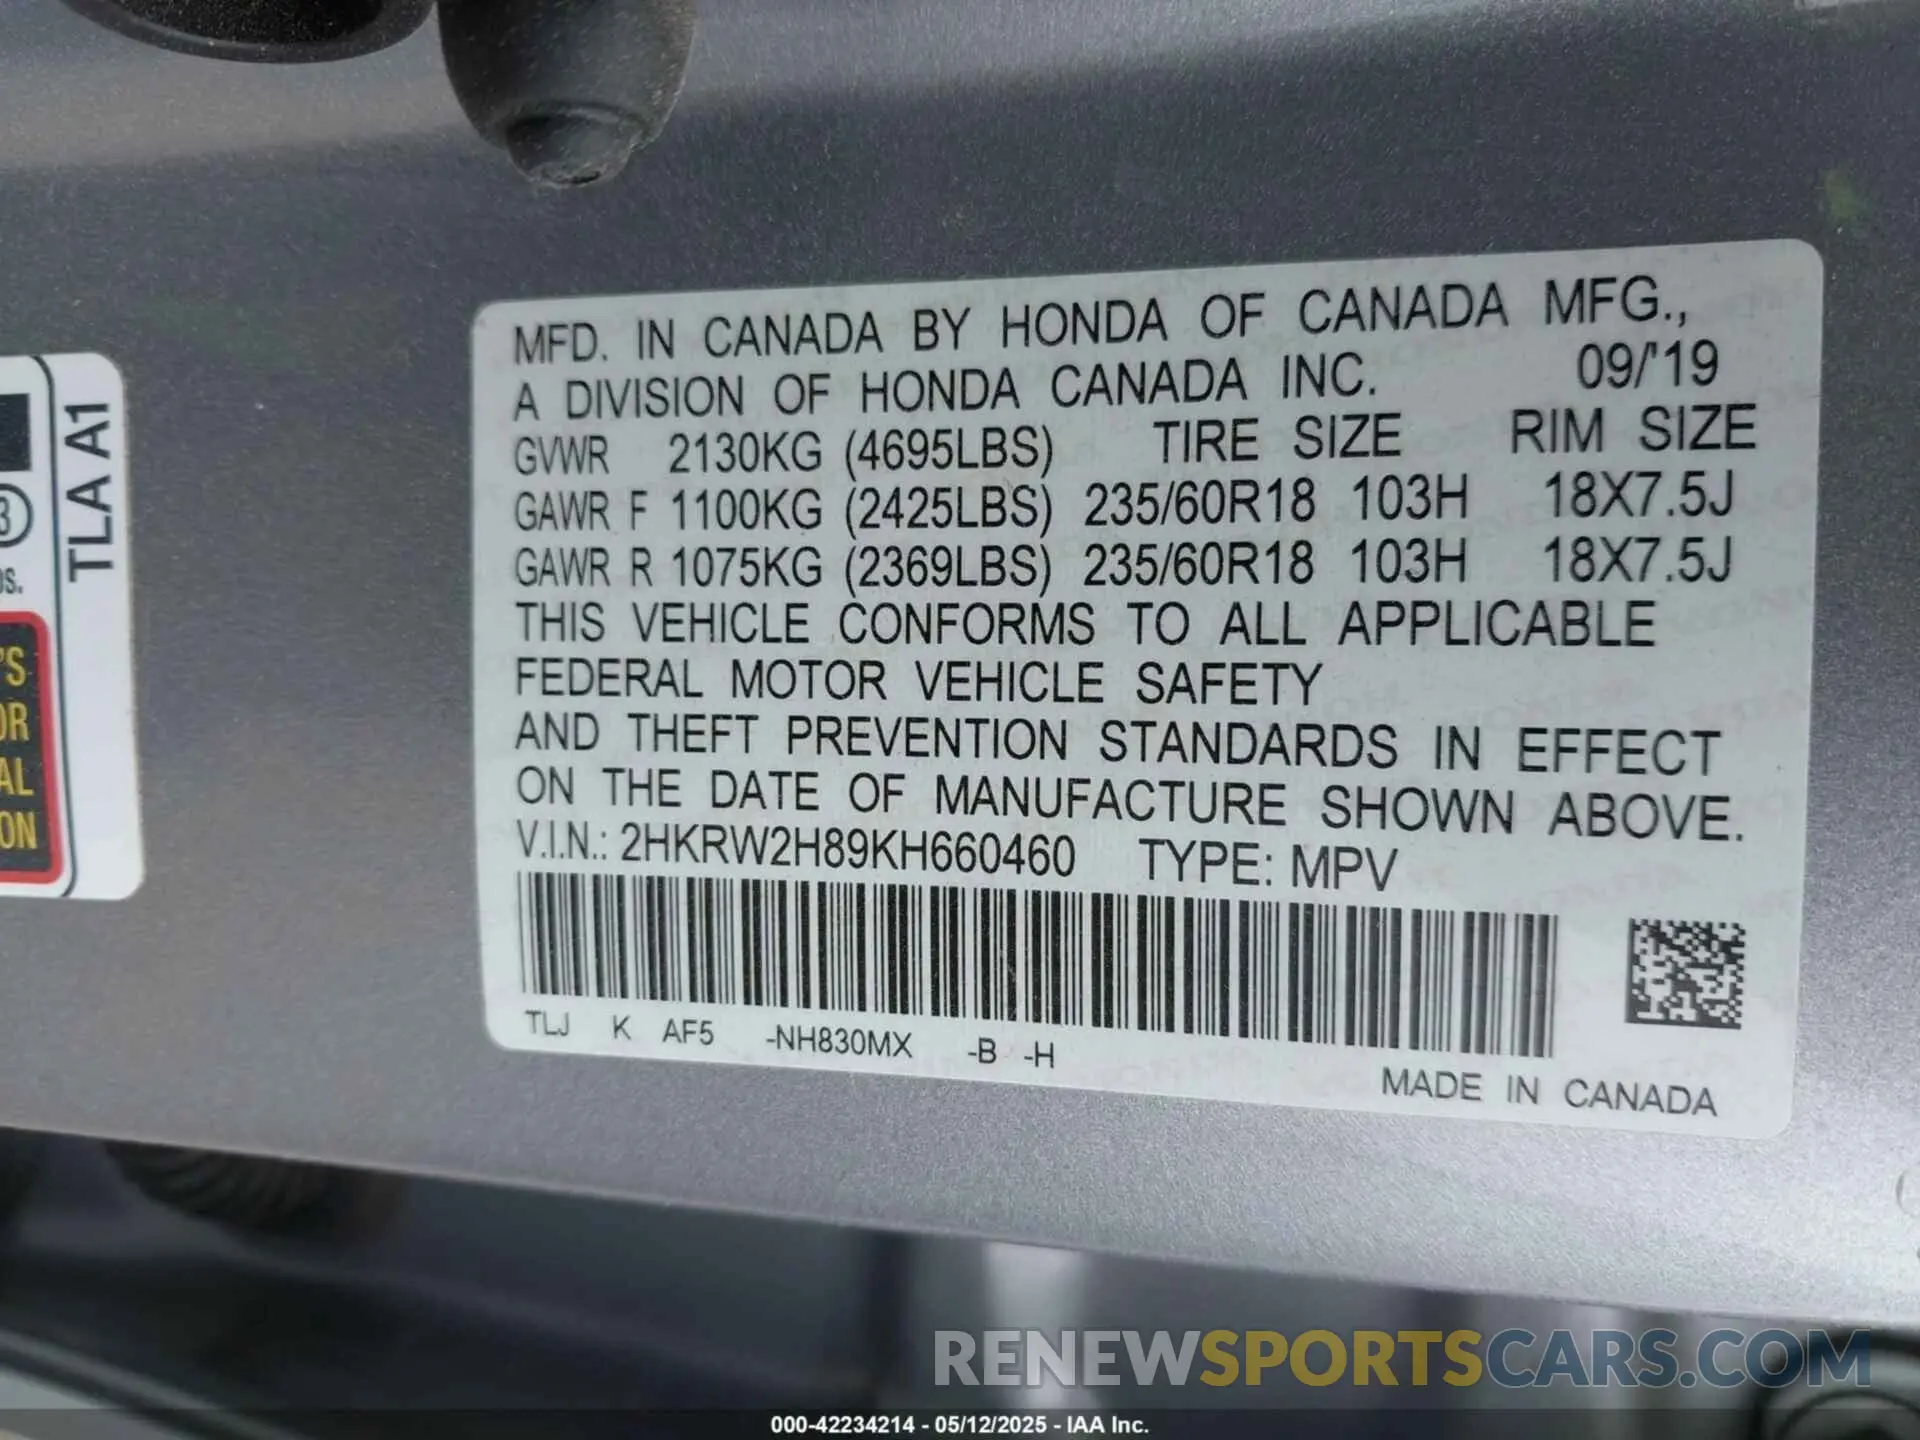 MFD. IN CANADA BY HONDA OF CANADA MFG.,
A DIVISION OF HONDA CANADA INC. 09/'19
GVWR 2130KG (4695LBS) TIRE SIZE RIM SIZE
GAWR F 1100KG (2425LBS) 235/60R18 103H 18X7.5J
GAWR R 1075KG (2369LBS) 235/60R18 103H 18X7.5J
THIS VEHICLE CONFORMS TO ALL APPLICABLE
FEDERAL MOTOR VEHICLE SAFETY
AND THEFT PREVENTION STANDARDS IN EFFECT
ON THE DATE OF MANUFACTURE SHOWN ABOVE.
V.I.N.: 2HKRW2H89KH660460 TYPE: MPV
TLJ K AF5 -NH830MX -B -H
MADE IN CANADA
TLA A1
3
'S
OR
AL
ON
RENEWSPORTSCARS.COM
000-42234214 - 05/12/2025 - IAA Inc.